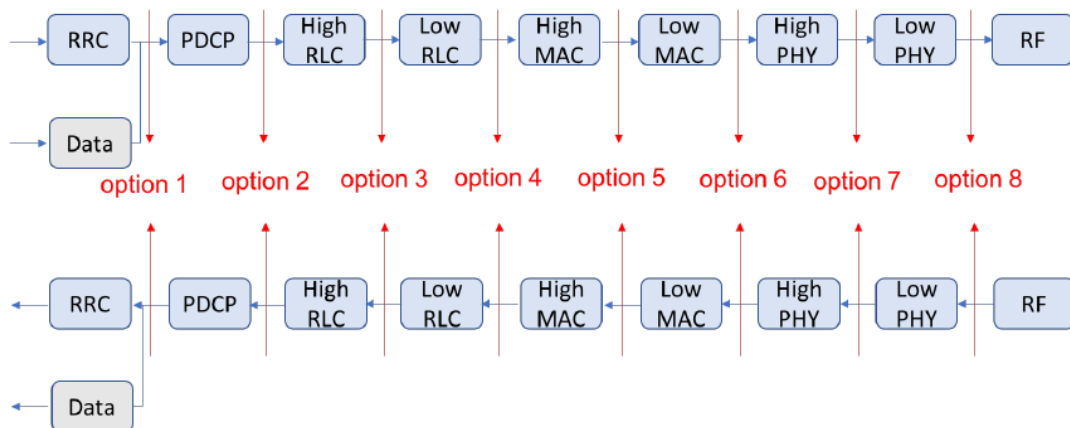 RRC
PDCP
High
RLC
Low
RLC
High
MAC
Low
MAC
High
PHY
Low
PHY
RF
Data
option 1
option 2
option 3
option 4
option 5
option 6
option 7
option 8
RRC
PDCP
High
RLC
Low
RLC
High
MAC
Low
MAC
High
PHY
Low
PHY
RF
Data